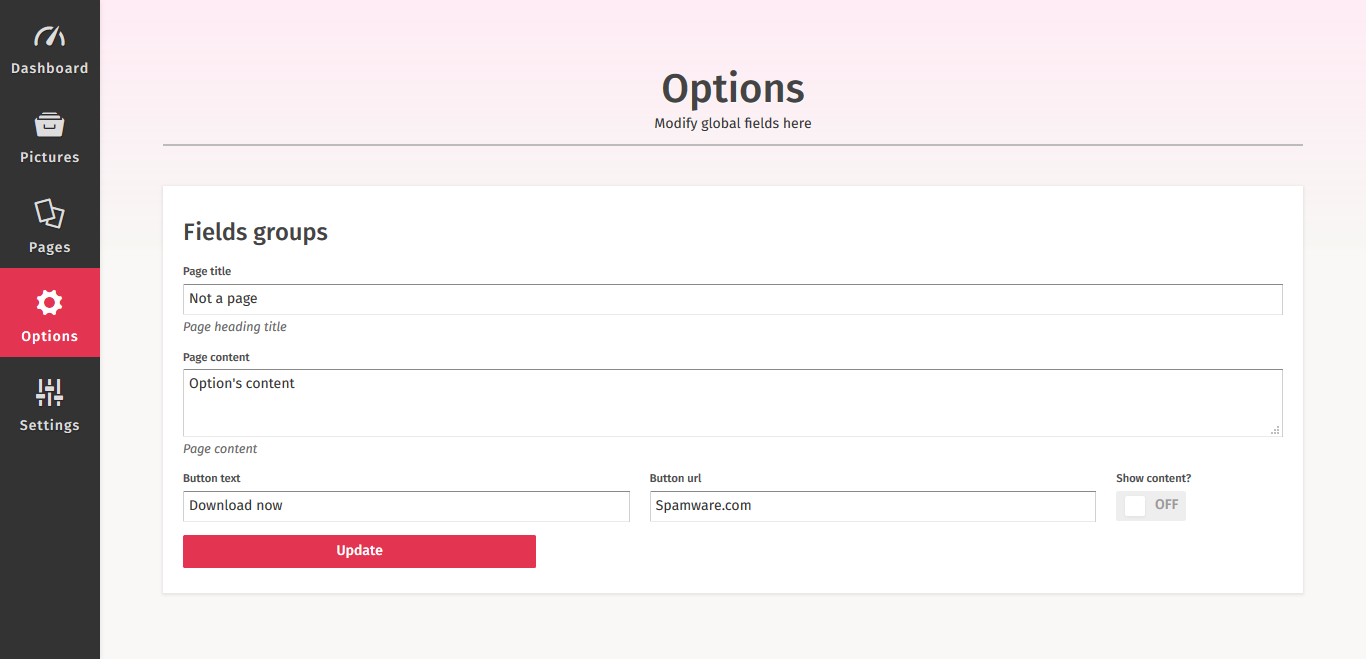 Dashboard
Pictures
Pages
Options
Settings
Options
Modify global fields here
Fields groups
Page title
Not a page
Page heading title
Page content
Option's content
Page content
Button text
Button url
Show content?
Download now
Spamware.com
OFF
Update